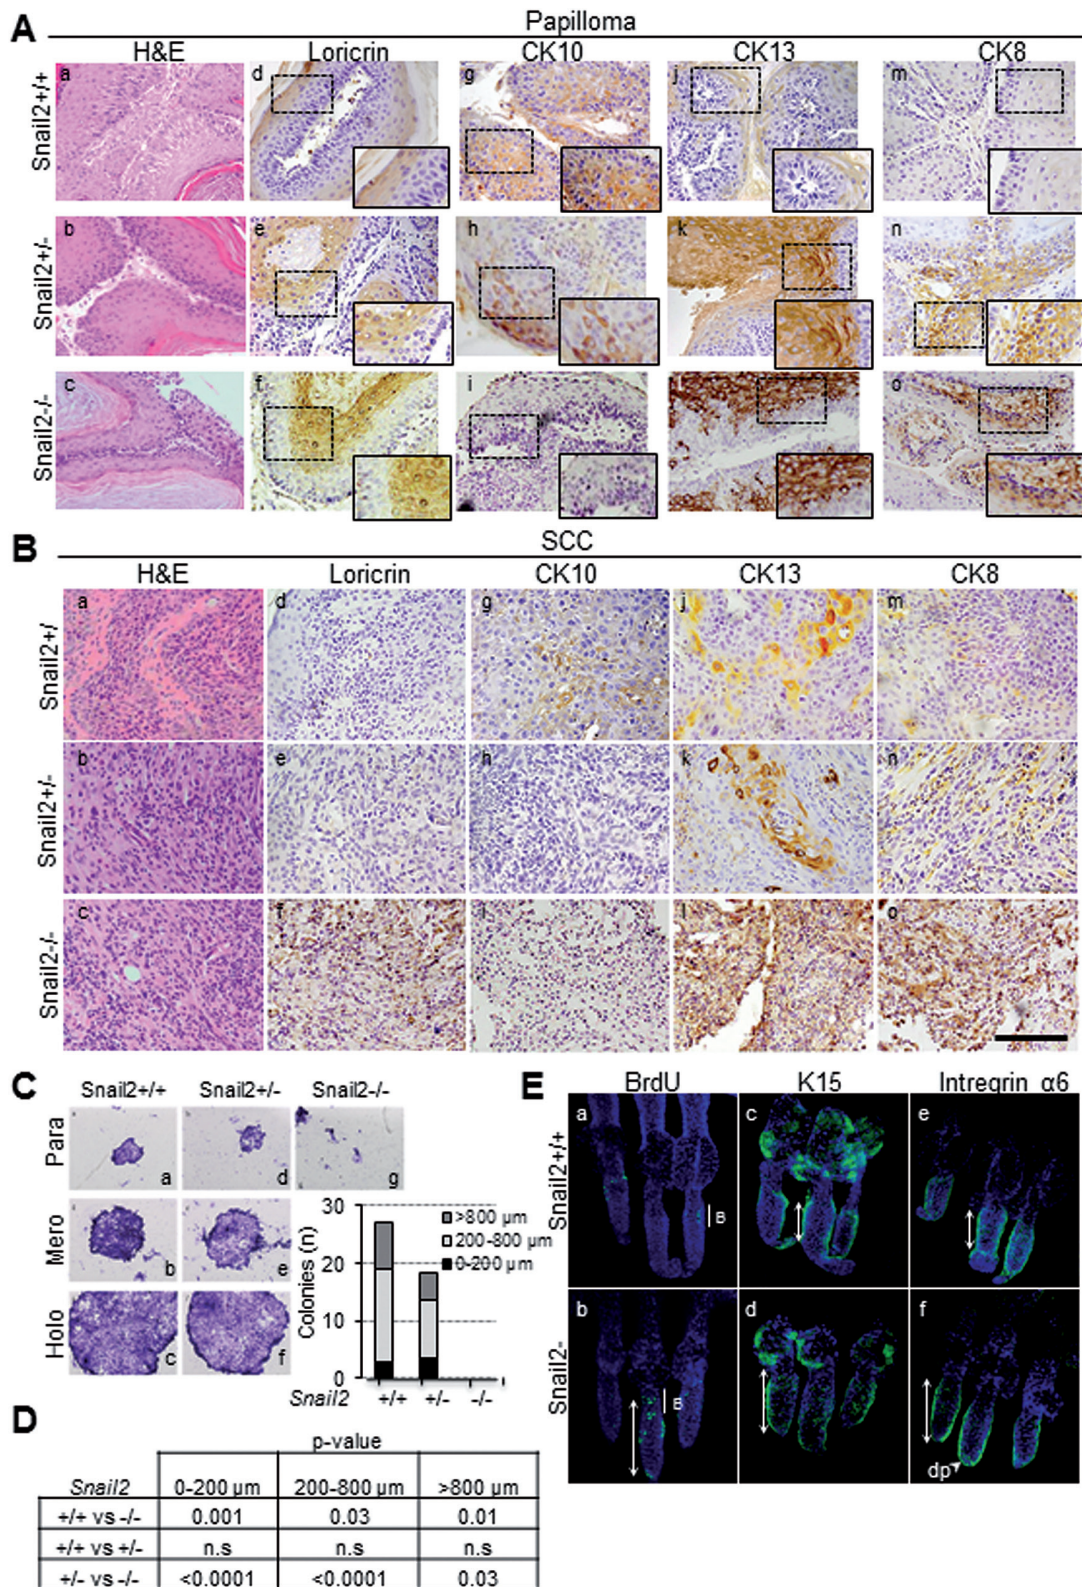 A
Papilloma
H&E Loricrin CK10 CK13 CK8
Snail2+/+
a d g j m
Snail2+/-
b e h k n
Snail2-/-
c f i o
B
SCC
H&E Loricrin CK10 CK13 CK8
Snail2+/
a d g j m
Snail2+/-
b e h k n
Snail2-/-
c f i l o
C
Snail2+/+ Snail2+/- Snail2-/-
Para
a d g
Mero
b e
Holo
c f
Colonies (n)
30
20
10
0
>800 µm
200-800 µm
0-200 µm
Snail2 +/+ +/- -/-
D
p-value
Snail2 0-200 µm 200-800 µm >800 µm
+/+ vs -/- 0.001 0.03 0.01
+/+ vs +/- n.s n.s n.s
+/- vs -/- <0.0001 <0.0001 0.03
E
BrdU K15 Intregrin α6
Snail2+/+
a c e
B
Snail2-
b d f
B
dp